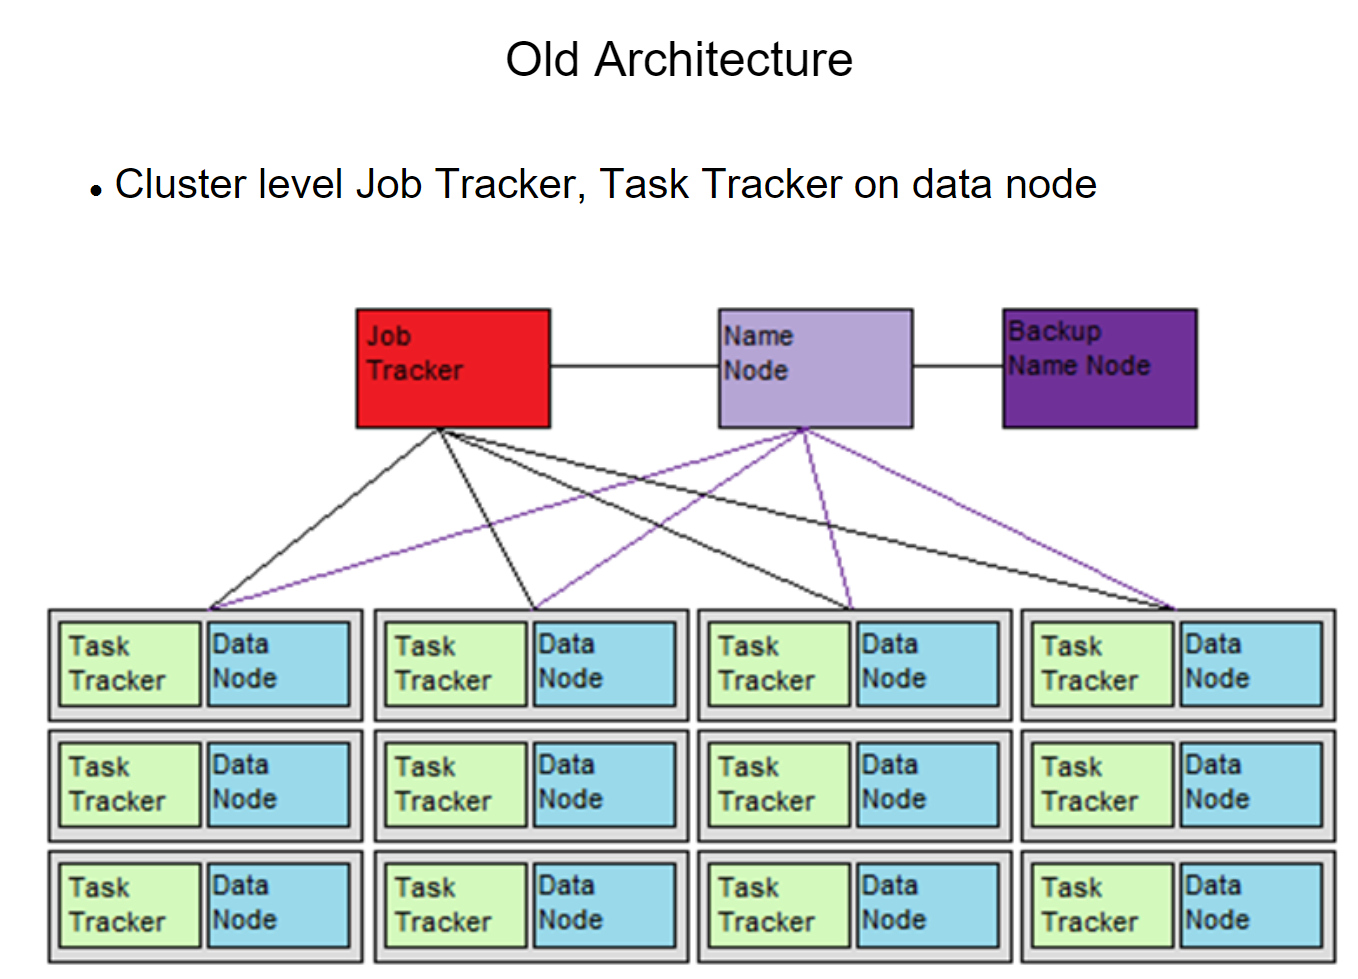 Old Architecture
• Cluster level Job Tracker, Task Tracker on data node
Job
Tracker
Name
Node
Backup
Name Node
Task
Tracker
Data
Node
Task
Tracker
Data
Node
Task
Tracker
Data
Node
Task
Tracker
Data
Node
Task
Tracker
Data
Node
Task
Tracker
Data
Node
Task
Tracker
Data
Node
Task
Tracker
Data
Node
Task
Tracker
Data
Node
Task
Tracker
Data
Node
Task
Tracker
Data
Node
Task
Tracker
Data
Node